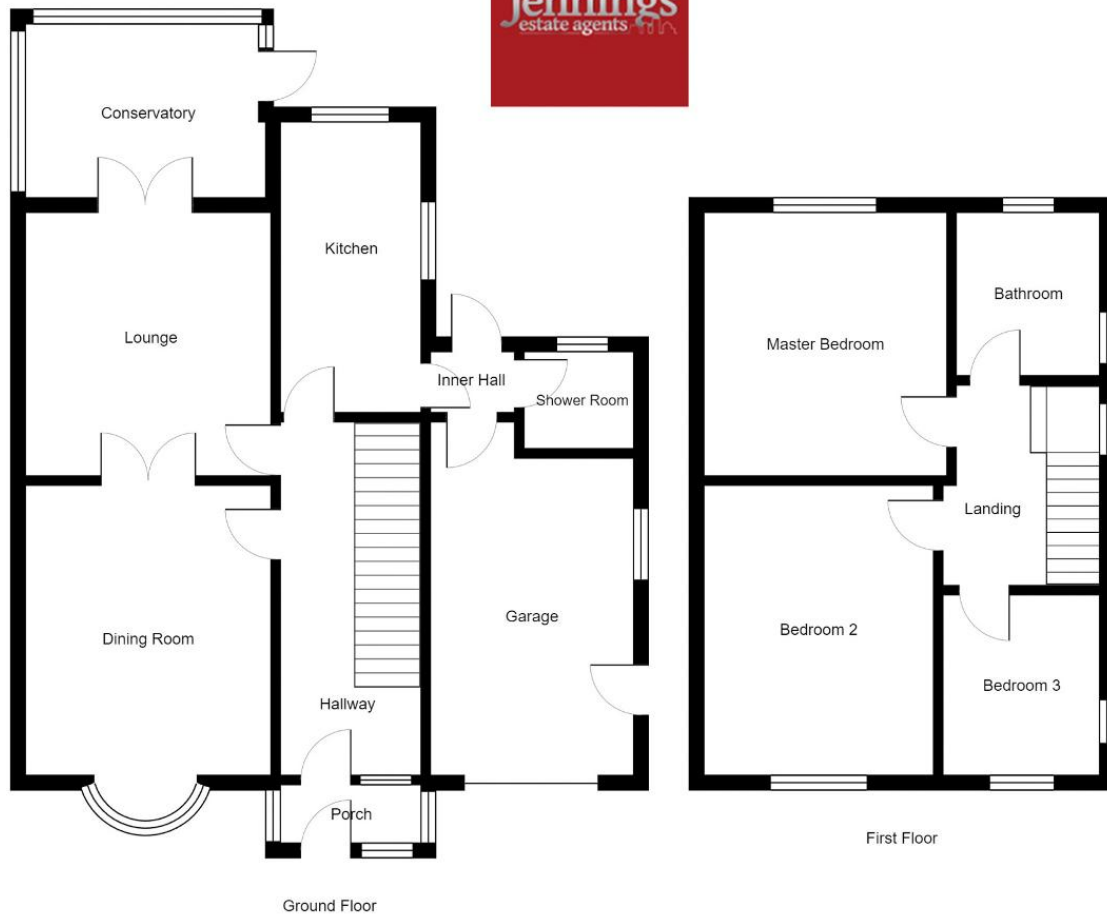 Jennings
estate agents
Conservatory
Kitchen
Lounge
Inner Hall
Shower Room
Dining Room
Garage
Hallway
Porch
Ground Floor
Master Bedroom
Bathroom
Landing
Bedroom 2
Bedroom 3
First Floor